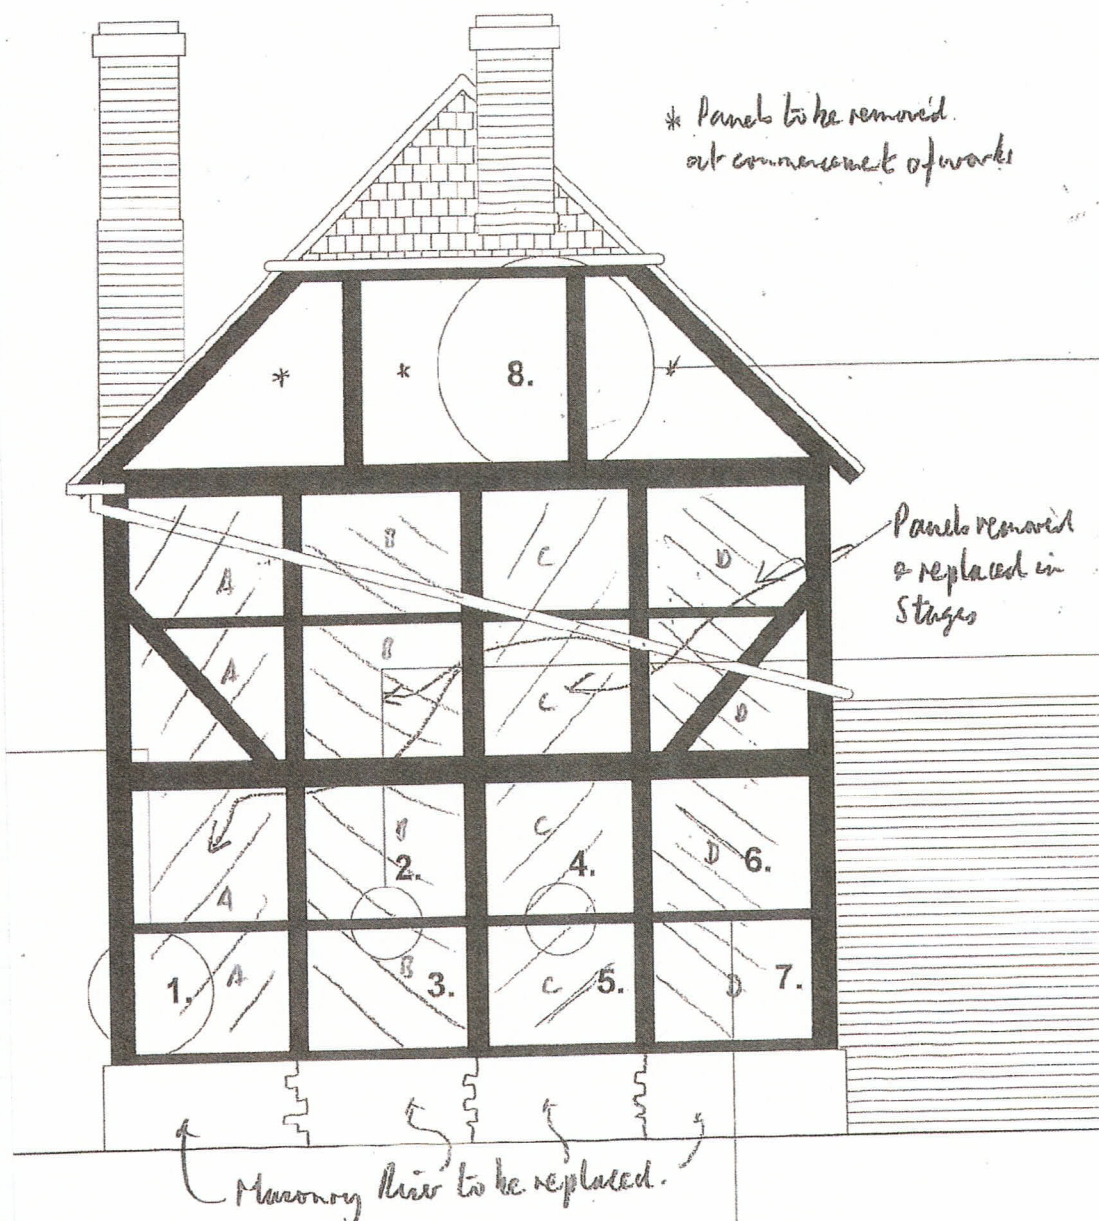 * Panels to be removed
at commencement of works
* * 8. *
Panels removed
& replaced in
Stages
A B C D
A B C D
A B 2. C 4. D 6.
1. A B 3. C 5. D 7.
Masonry River to be replaced.